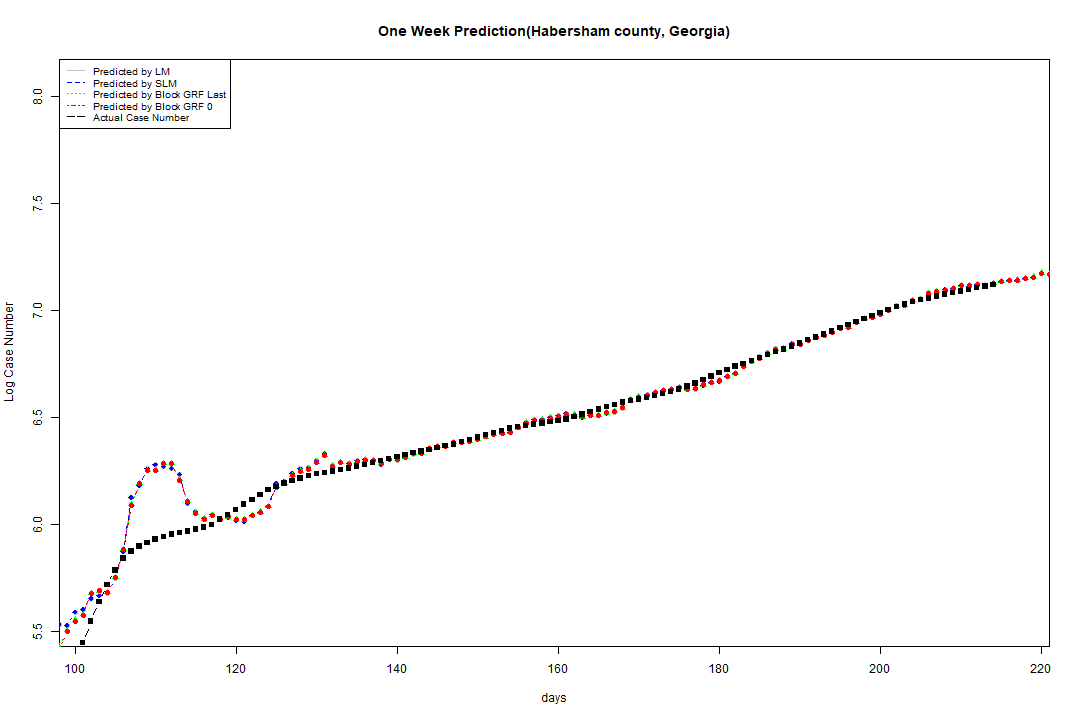 One Week Prediction(Habersham county, Georgia)
Predicted by LM
Predicted by SLM
Predicted by Block GRF Last
Predicted by Block GRF 0
Actual Case Number
8.0
7.5
7.0
6.5
6.0
5.5
Log Case Number
100 120 140 160 180 200 220
days